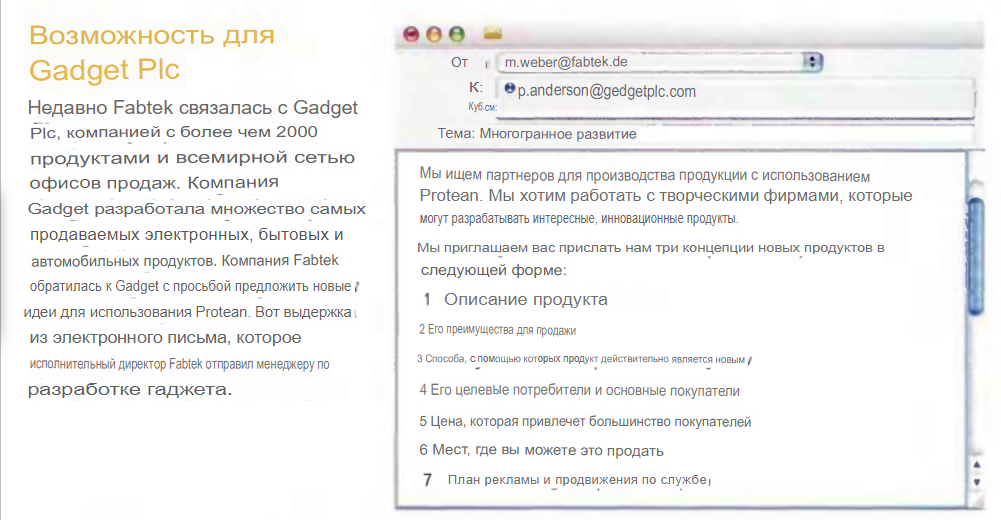 Возможность для
Gadget Plc
Недавно Fabtek связалась с Gadget
Plc, компанией с более чем 2000
продуктами и всемирной сетью
офисов продаж. Компания
Gadget разработала множество самых
продаваемых электронных, бытовых и
автомобильных продуктов. Компания Fabtek
обратилась к Gadget с просьбой предложить новые
идеи для использования Protean. Вот выдержка
из электронного письма, которое
исполнительный директор Fabtek отправил менеджеру по
разработке гаджета.
От m.weber@fabtek.de
К: p.anderson@gedgetplc.com
Куб.см:
Тема: Многогранное развитие
Мы ищем партнеров для производства продукции с использованием
Protean. Мы хотим работать с творческими фирмами, которые
могут разрабатывать интересные, инновационные продукты.
Мы приглашаем вас прислать нам три концепции новых продуктов в
следующей форме:
1 Описание продукта
2 Его преимущества для продажи
3 Способа, с помощью которых продукт действительно является новым
4 Его целевые потребители и основные покупатели
5 Цена, которая привлечет большинство покупателей
6 Мест, где вы можете это продать
7 План рекламы и продвижения по службе